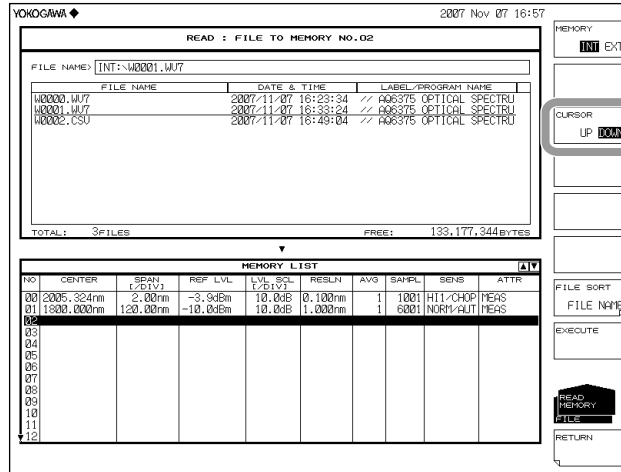 YOKOGAWA ◆ 2007 Nov 07 16:57
READ : FILE TO MEMORY NO.02
FILE NAME> INT:\W0001.WV7
FILE NAME DATE & TIME LABEL/PROGRAM NAME
W0000.WV7 2007/11/07 16:23:34 // AQ6375 OPTICAL SPECTRU
W0001.WV7 2007/11/07 16:33:24 // AQ6375 OPTICAL SPECTRU
W0002.CSV 2007/11/07 16:49:04 // AQ6375 OPTICAL SPECTRU
TOTAL: 3FILES FREE: 133,177,344BYTES
▼
MEMORY LIST ▲▼
NO CENTER SPAN [/DIV] REF LVL LVL SCL [/DIV] RESLN AVG SAMPL SENS ATTR
00 2005.324nm 2.00nm -3.9dBm 10.0dB 0.100nm 1 1001 HI1/CHOP MEAS
01 1800.000nm 120.00nm -10.0dBm 10.0dB 1.000nm 1 6001 NORM/AUT MEAS
02
03
04
05
06
07
08
09
10
11
▼12
MEMORY
INT EXT
CURSOR
UP DOWN
FILE SORT
FILE NAME
EXECUTE
READ
MEMORY
FILE
RETURN